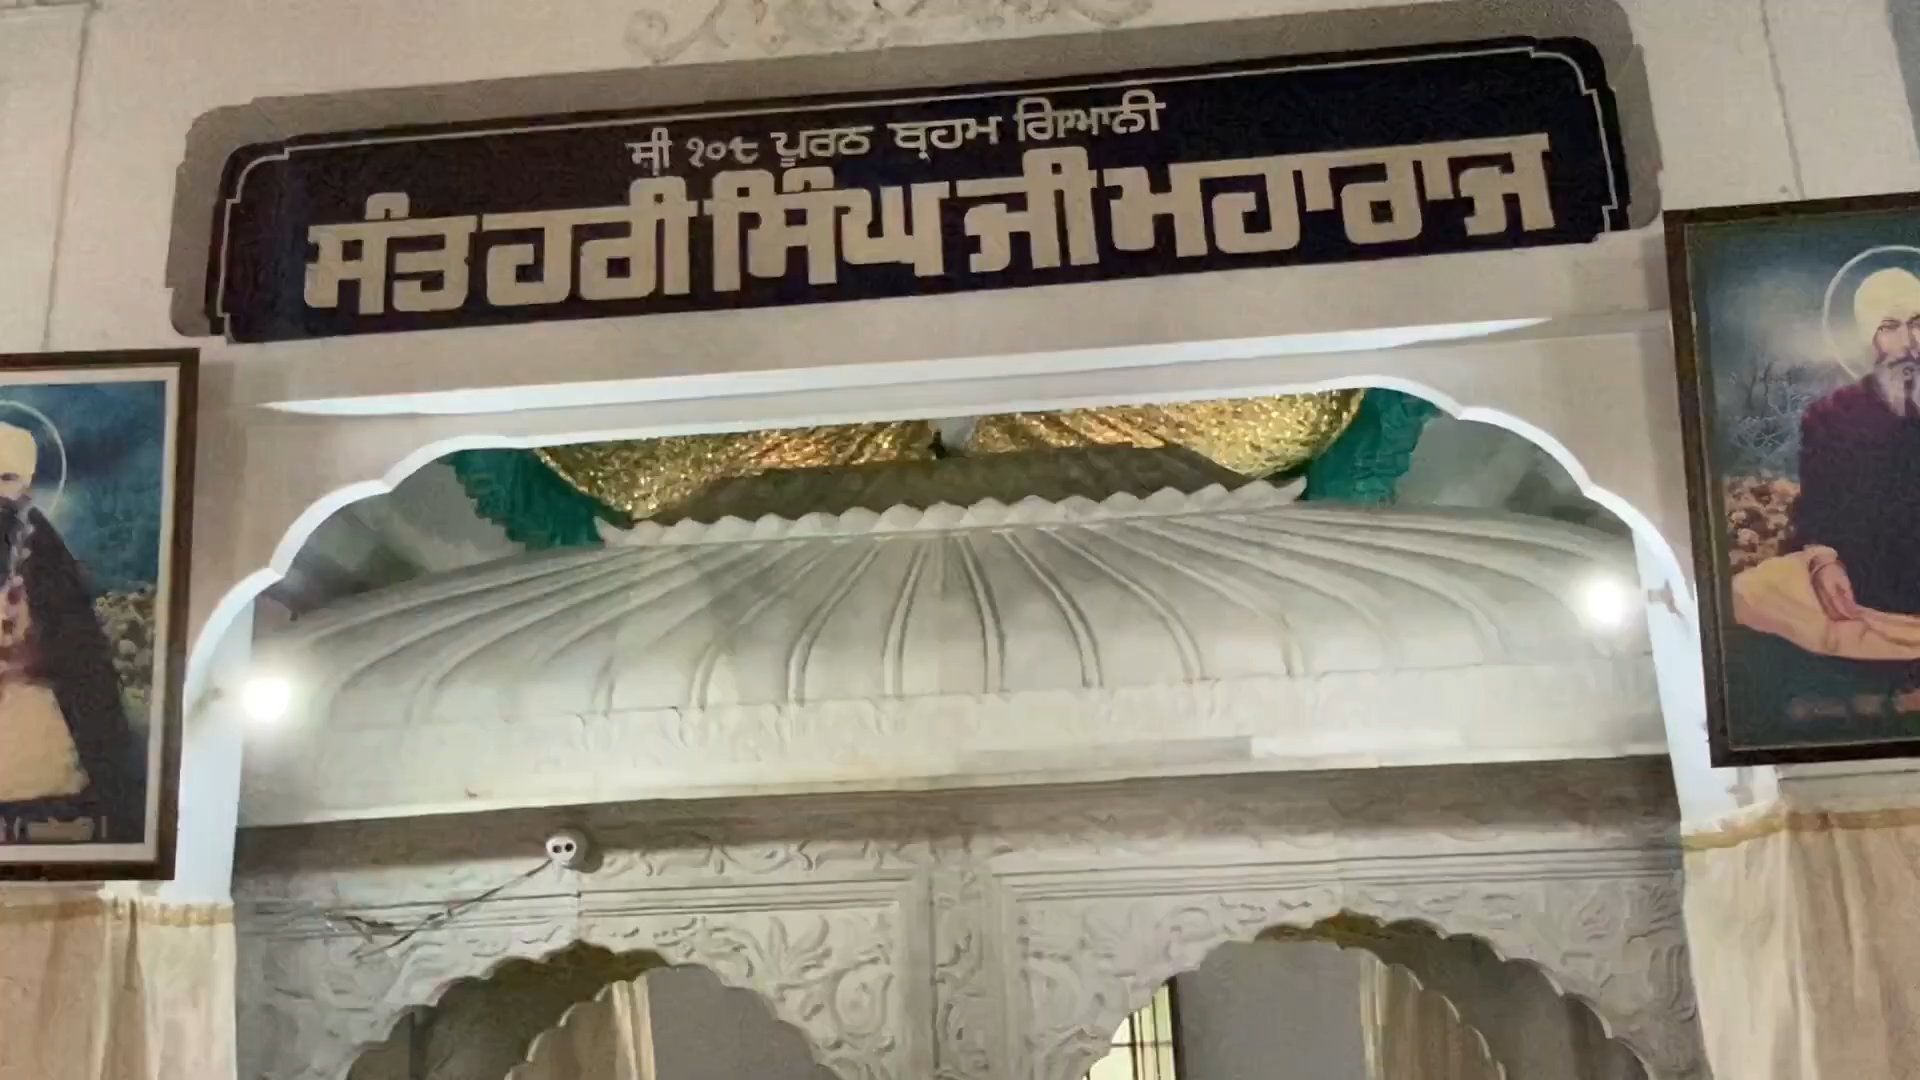 ਸ੍ਰੀ ੧੦੮ ਪੂਰਨ ਬ੍ਰਹਮ ਗਿਆਨੀ
ਸੰਤ ਹਰੀ ਸਿੰਘ ਜੀ ਮਹਾਰਾਜ